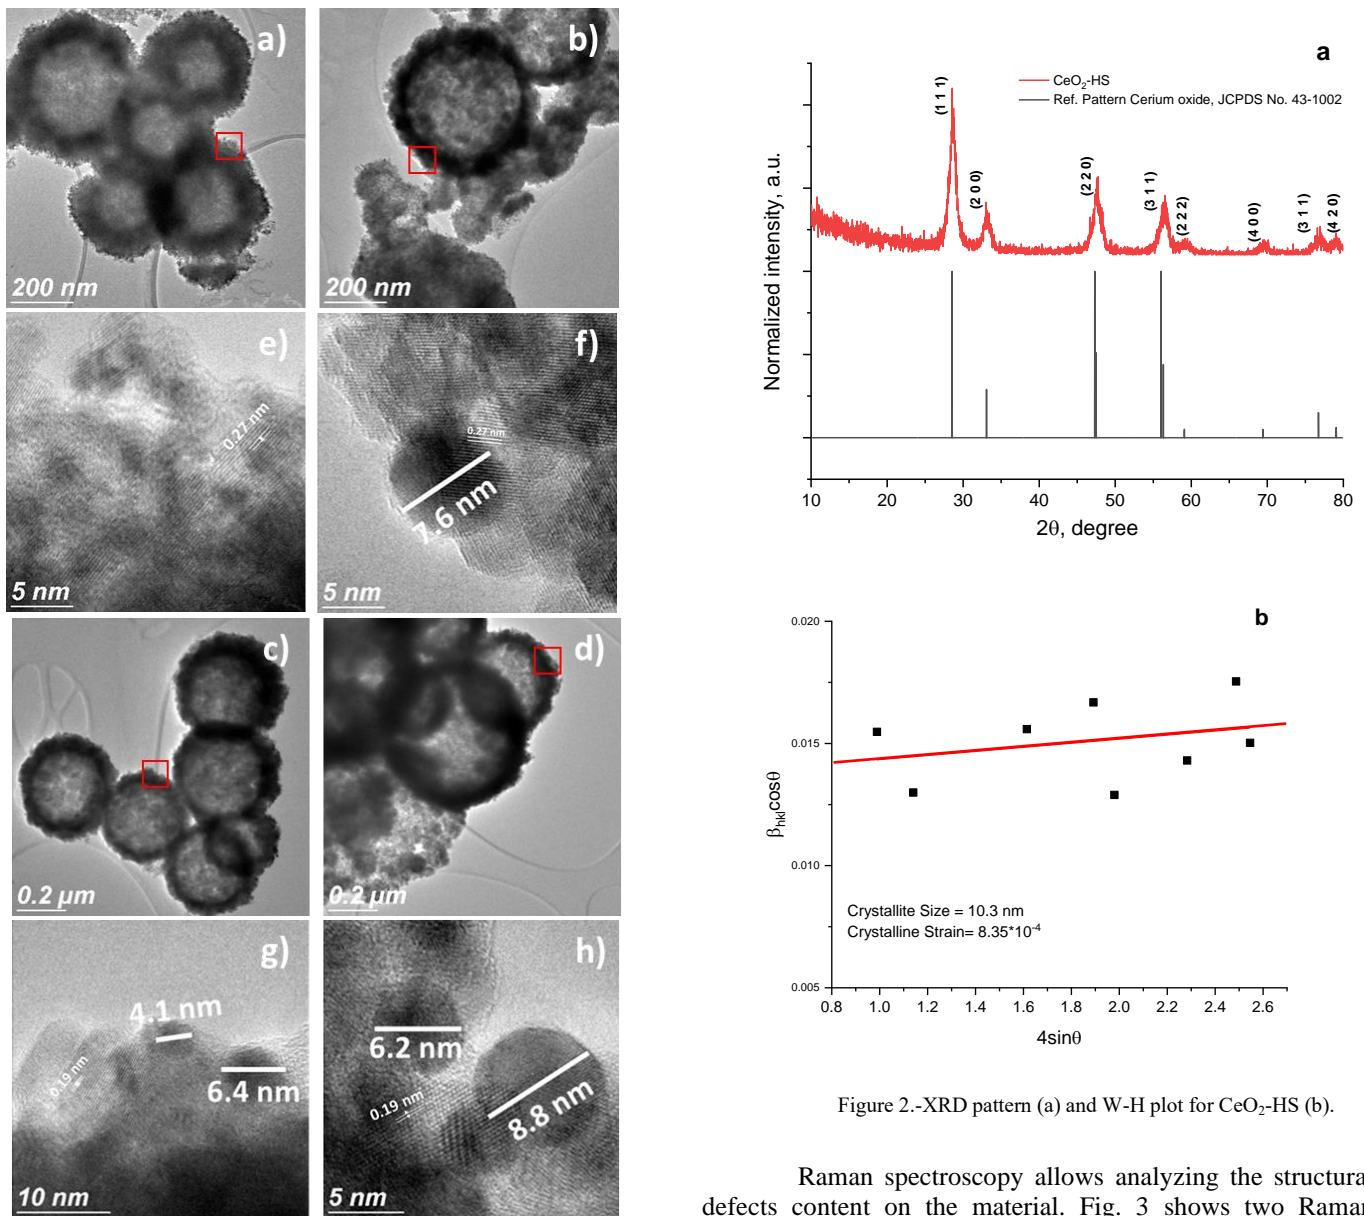 a)
b)
200 nm
200 nm
e)
f)
0.27 nm
0.27 nm
7.6 nm
5 nm
5 nm
c)
d)
0.2 µm
0.2 µm
g)
h)
4.1 nm
0.19 nm
6.4 nm
6.2 nm
0.19 nm
8.8 nm
10 nm
5 nm
a
CeO2-HS
Ref. Pattern Cerium oxide, JCPDS No. 43-1002
(1 1 1)
(2 0 0)
(2 2 0)
(3 1 1)
(2 2 2)
(4 0 0)
(3 1 1)
(4 2 0)
Normalized intensity, a.u.
10 20 30 40 50 60 70 80
2θ, degree
b
0.020
0.015
0.010
0.005
βhklcosθ
Crystallite Size = 10.3 nm
Crystalline Strain= 8.35*10-4
0.8 1.0 1.2 1.4 1.6 1.8 2.0 2.2 2.4 2.6
4sinθ
Figure 2.-XRD pattern (a) and W-H plot for CeO2-HS (b).
Raman spectroscopy allows analyzing the structura
defects content on the material. Fig. 3 shows two Raman